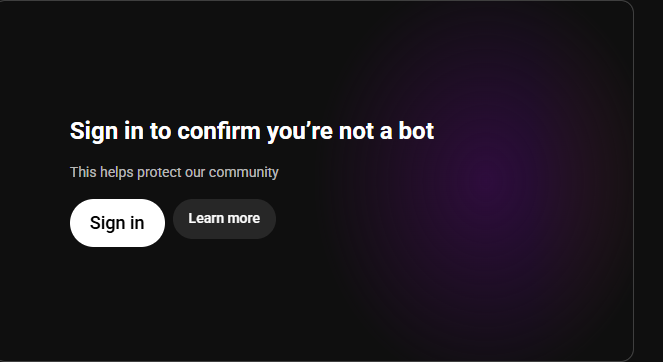 Sign in to confirm you’re not a bot
This helps protect our community
Sign in
Learn more